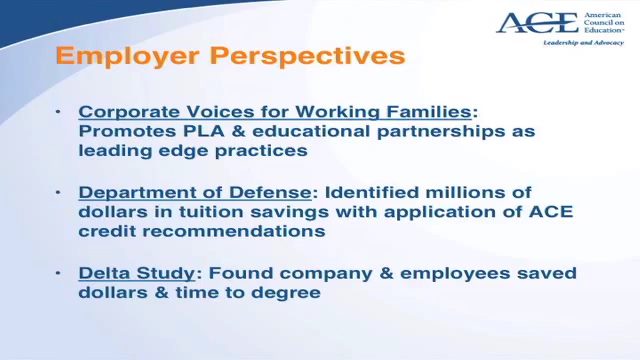 ACE
American
Council on
Education
Leadership and Advocacy
Employer Perspectives
• Corporate Voices for Working Families:
Promotes PLA & educational partnerships as
leading edge practices
• Department of Defense: Identified millions of
dollars in tuition savings with application of ACE
credit recommendations
• Delta Study: Found company & employees saved
dollars & time to degree